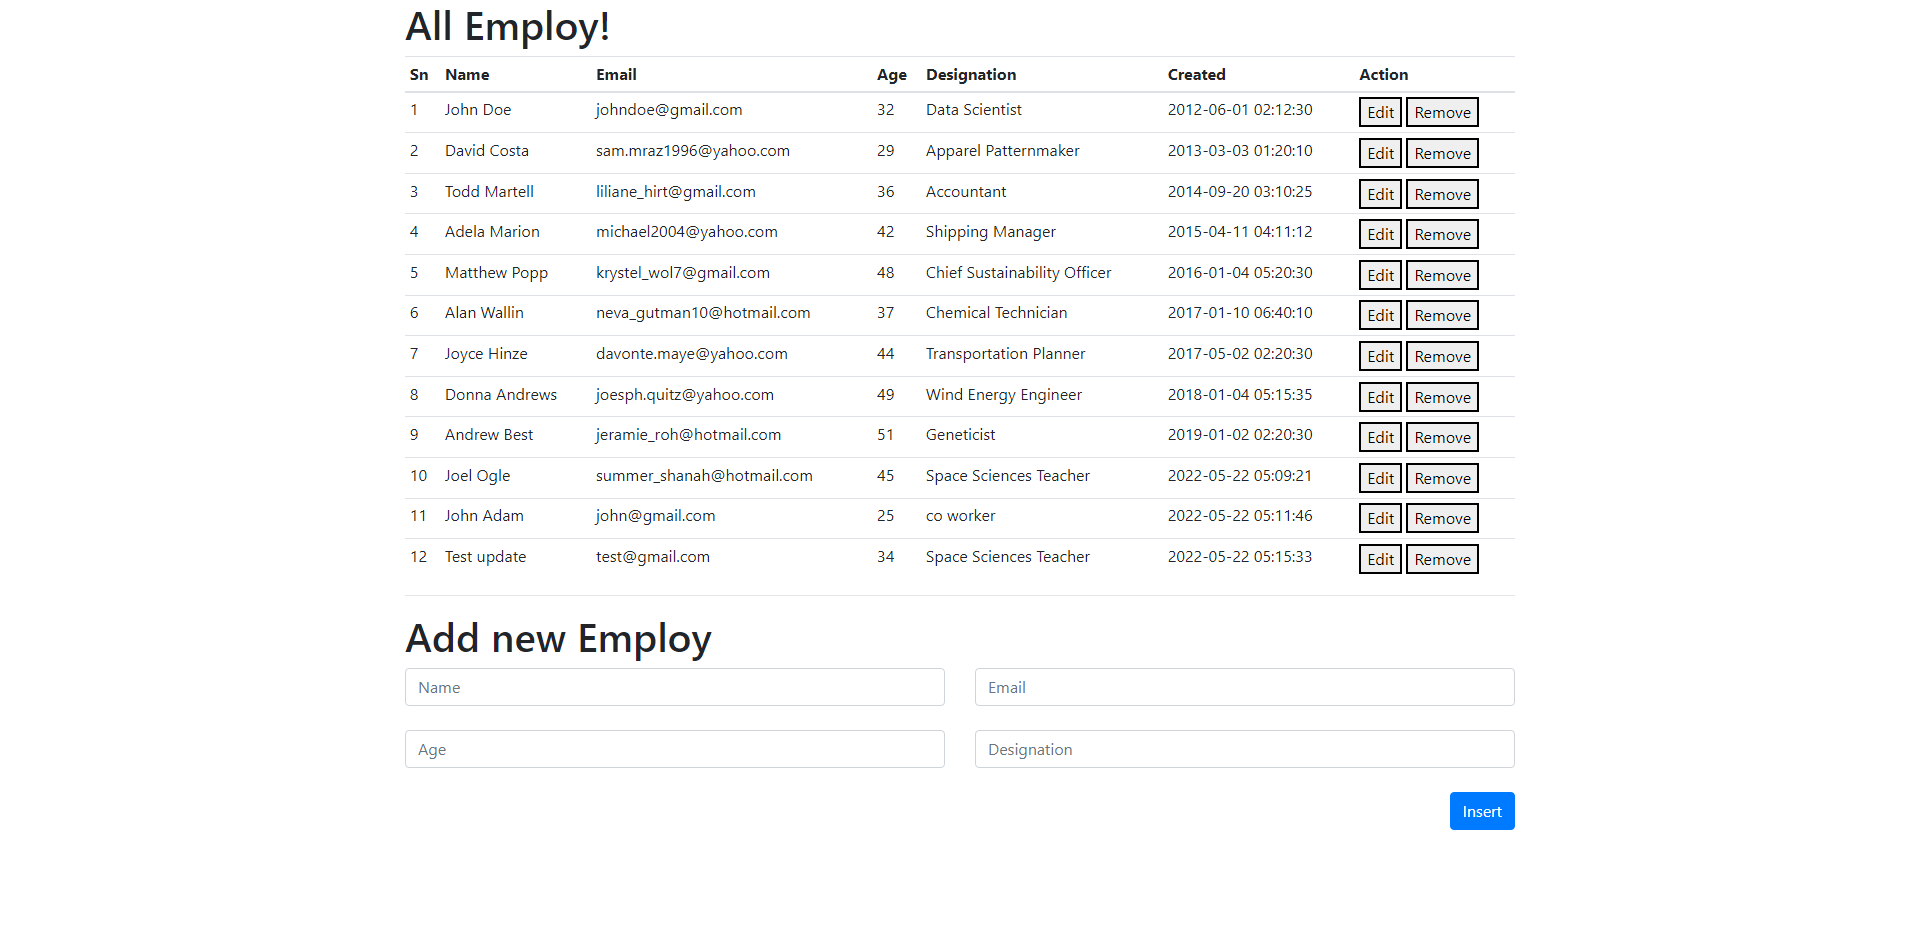 All Employ!
Sn Name Email Age Designation Created Action
1 John Doe johndoe@gmail.com 32 Data Scientist 2012-06-01 02:12:30 Edit Remove
2 David Costa sam.mraz1996@yahoo.com 29 Apparel Patternmaker 2013-03-03 01:20:10 Edit Remove
3 Todd Martell liliane_hirt@gmail.com 36 Accountant 2014-09-20 03:10:25 Edit Remove
4 Adela Marion michael2004@yahoo.com 42 Shipping Manager 2015-04-11 04:11:12 Edit Remove
5 Matthew Popp krystel_wol7@gmail.com 48 Chief Sustainability Officer 2016-01-04 05:20:30 Edit Remove
6 Alan Wallin neva_gutman10@hotmail.com 37 Chemical Technician 2017-01-10 06:40:10 Edit Remove
7 Joyce Hinze davonte.maye@yahoo.com 44 Transportation Planner 2017-05-02 02:20:30 Edit Remove
8 Donna Andrews joesph.quitz@yahoo.com 49 Wind Energy Engineer 2018-01-04 05:15:35 Edit Remove
9 Andrew Best jeramie_roh@hotmail.com 51 Geneticist 2019-01-02 02:20:30 Edit Remove
10 Joel Ogle summer_shanah@hotmail.com 45 Space Sciences Teacher 2022-05-22 05:09:21 Edit Remove
11 John Adam john@gmail.com 25 co worker 2022-05-22 05:11:46 Edit Remove
12 Test update test@gmail.com 34 Space Sciences Teacher 2022-05-22 05:15:33 Edit Remove
Add new Employ
Name Email
Age Designation
Insert